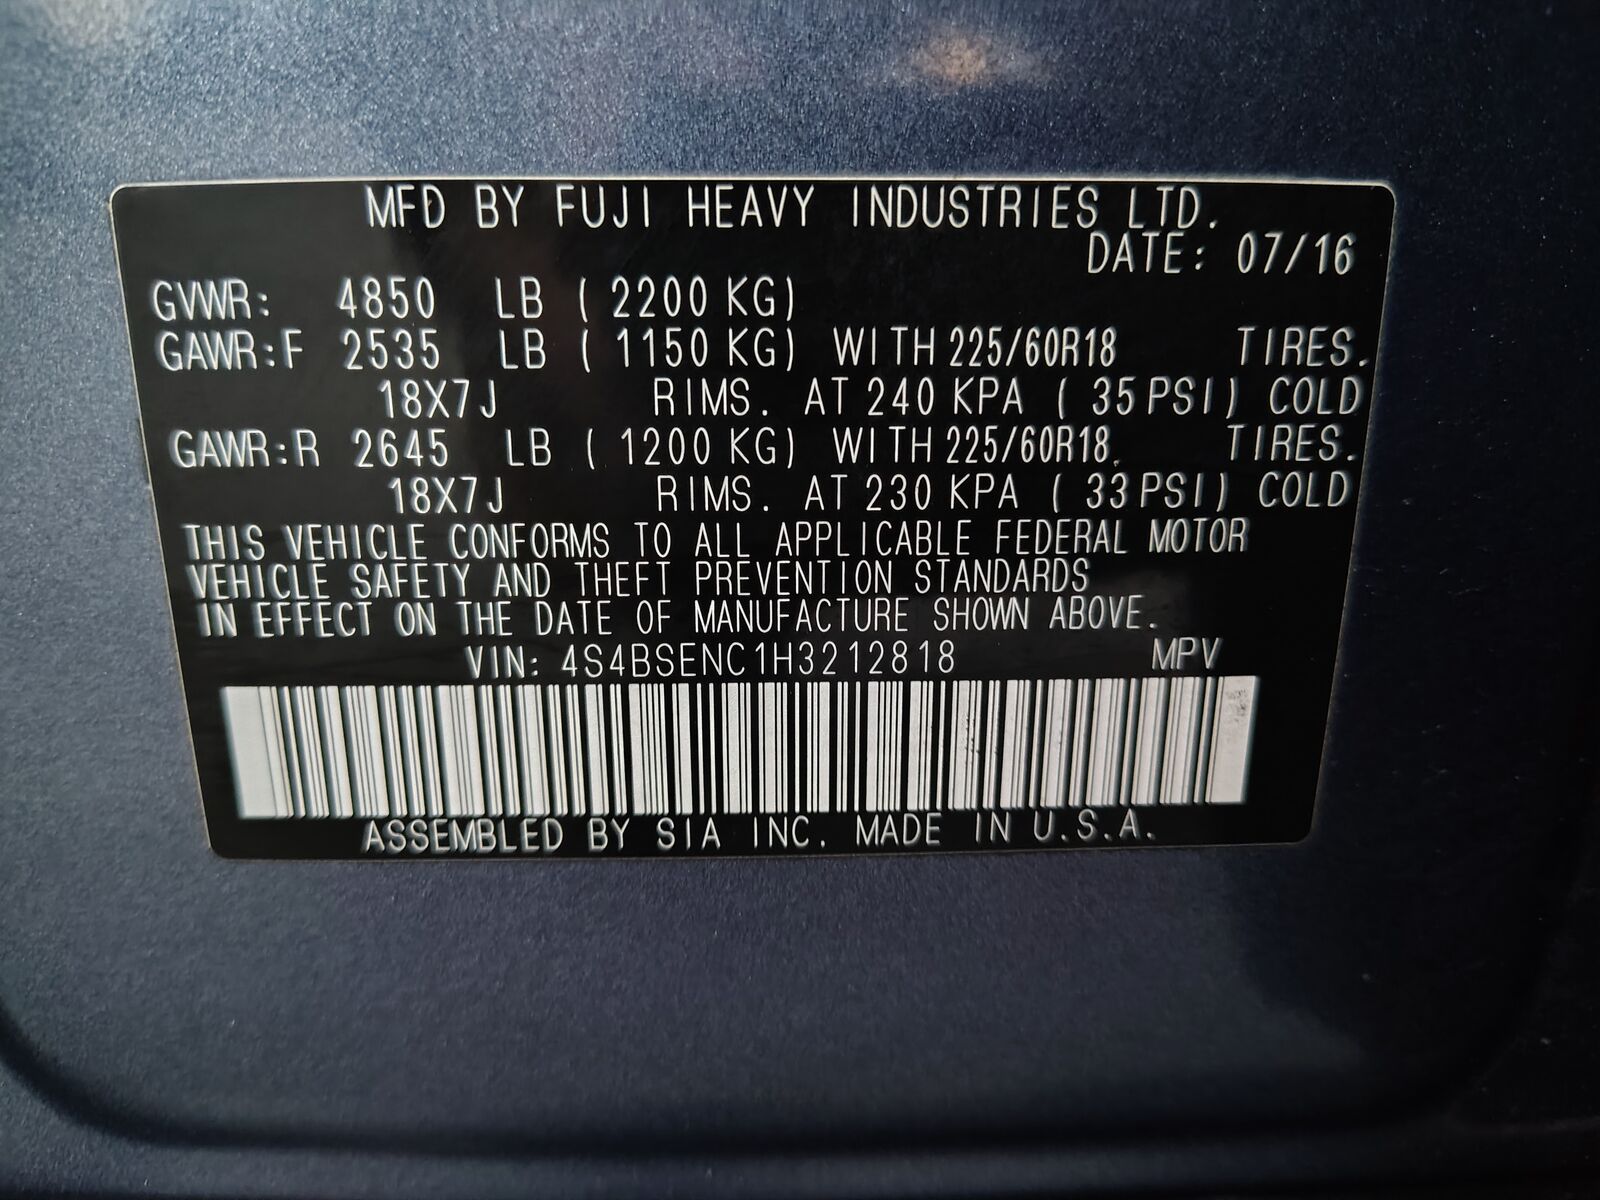 MFD BY FUJI HEAVY INDUSTRIES LTD.
DATE: 07/16
GVWR: 4850 LB ( 2200 KG)
GAWR:F 2535 LB ( 1150 KG) WITH 225/60R18 TIRES.
18X7J RIMS. AT 240 KPA ( 35 PSI) COLD
GAWR:R 2645 LB ( 1200 KG) WITH 225/60R18 TIRES.
18X7J RIMS. AT 230 KPA ( 33 PSI) COLD
THIS VEHICLE CONFORMS TO ALL APPLICABLE FEDERAL MOTOR
VEHICLE SAFETY AND THEFT PREVENTION STANDARDS
IN EFFECT ON THE DATE OF MANUFACTURE SHOWN ABOVE.
VIN: 4S4BSENC1H3212818 MPV
ASSEMBLED BY SIA INC. MADE IN U.S.A.